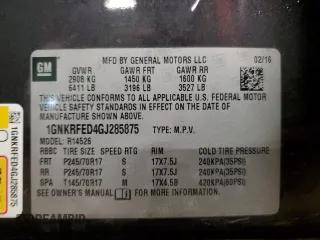 GM
MFD BY GENERAL MOTORS LLC 02/16
GVWR GAWR FRT GAWR RR
2908 KG 1450 KG 1600 KG
6411 LB 3196 LB 3527 LB
THIS VEHICLE CONFORMS TO ALL APPLICABLE U.S. FEDERAL MOTOR
VEHICLE SAFETY STANDARDS IN EFFECT ON THE DATE OF
MANUFACTURE SHOWN ABOVE.
1GNKRFED4GJ285875 TYPE: M.P.V.
MODEL: R14526
TIRE SIZE SPEED RTG RIM COLD TIRE PRESSURE
FRT P245/70R17 S 17X7.5J 240KPA(35PSI)
RR P245/70R17 S 17X7.5J 240KPA(35PSI)
SPA T145/70R17 M 17X4.5B 420KPA(60PSI)
SEE OWNER'S MANUAL FOR ADDITIONAL INFORMATION.
1GNKRFED4GJ285875